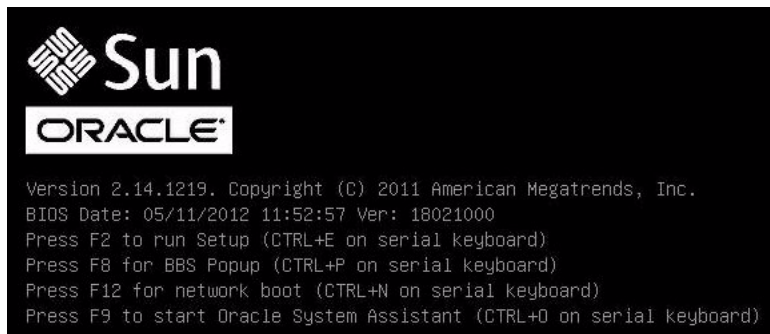 Sun
ORACLE
Version 2.14.1219. Copyright (C) 2011 American Megatrends, Inc.
BIOS Date: 05/11/2012 11:52:57 Ver: 18021000
Press F2 to run Setup (CTRL+E on serial keyboard)
Press F8 for BBS Popup (CTRL+P on serial keyboard)
Press F12 for network boot (CTRL+N on serial keyboard)
Press F9 to start Oracle System Assistant (CTRL+O on serial keyboard)